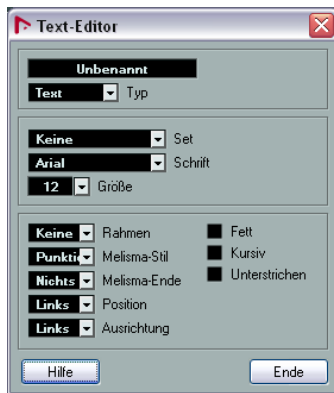 Text-Editor
Unbenannt
Text Typ
Keine Set
Arial Schrift
12 Größe
Keine Rahmen Fett
Melisma-Stil Kursiv
Nichts Melisma-Ende Unterstrichen
Links Position
Links Ausrichtung
Hilfe Ende